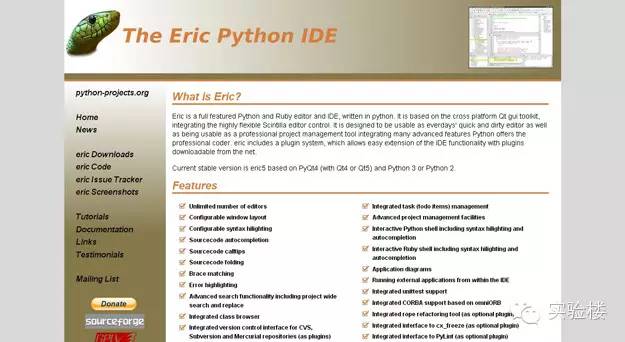 The Eric Python IDE
python-projects.org
Home
News
eric Downloads
eric Code
eric Issue Tracker
eric Screenshots
Tutorials
Documentation
Links
Testimonials
Mailing List
Donate
sourceforge
What is Eric?
Eric is a full featured Python and Ruby editor and IDE, written in python. It is based on the cross platform Qt gui toolkit,
integrating the highly flexible Scintilla editor control. It is designed to be usable as everdays' quick and dirty editor as well
as being usable as a professional project management tool integrating many advanced features Python offers the
professional coder. eric includes a plugin system, which allows easy extension of the IDE functionality with plugins
downloadable from the net.
Current stable version is eric5 based on PyQt4 (with Qt4 or Qt5) and Python 3 or Python 2.
Features
Unlimited number of editors
Configurable window layout
Configurable syntax hilighting
Sourcecode autocompletion
Sourcecode calltips
Sourcecode folding
Brace matching
Error highlighting
Advanced search functionality including project wide
search and replace
Integrated class browser
Integrated version control interface for CVS,
Subversion and Mercurial repositories (as plugins)
Integrated task (todo items) management
Advanced project management facilities
Interactive Python shell including syntax hilighting and
autocompletion
Interactive Ruby shell including syntax hilighting and
autocompletion
Application diagrams
Running external applications from within the IDE
Integrated unittest support
Integrated CORBA support based on omniORB
Integrated rope refactoring tool (as optional plugin)
Integrated interface to cx_freeze (as optional plugin)
Integrated interface to PyLint (as optional plugin)
实验楼